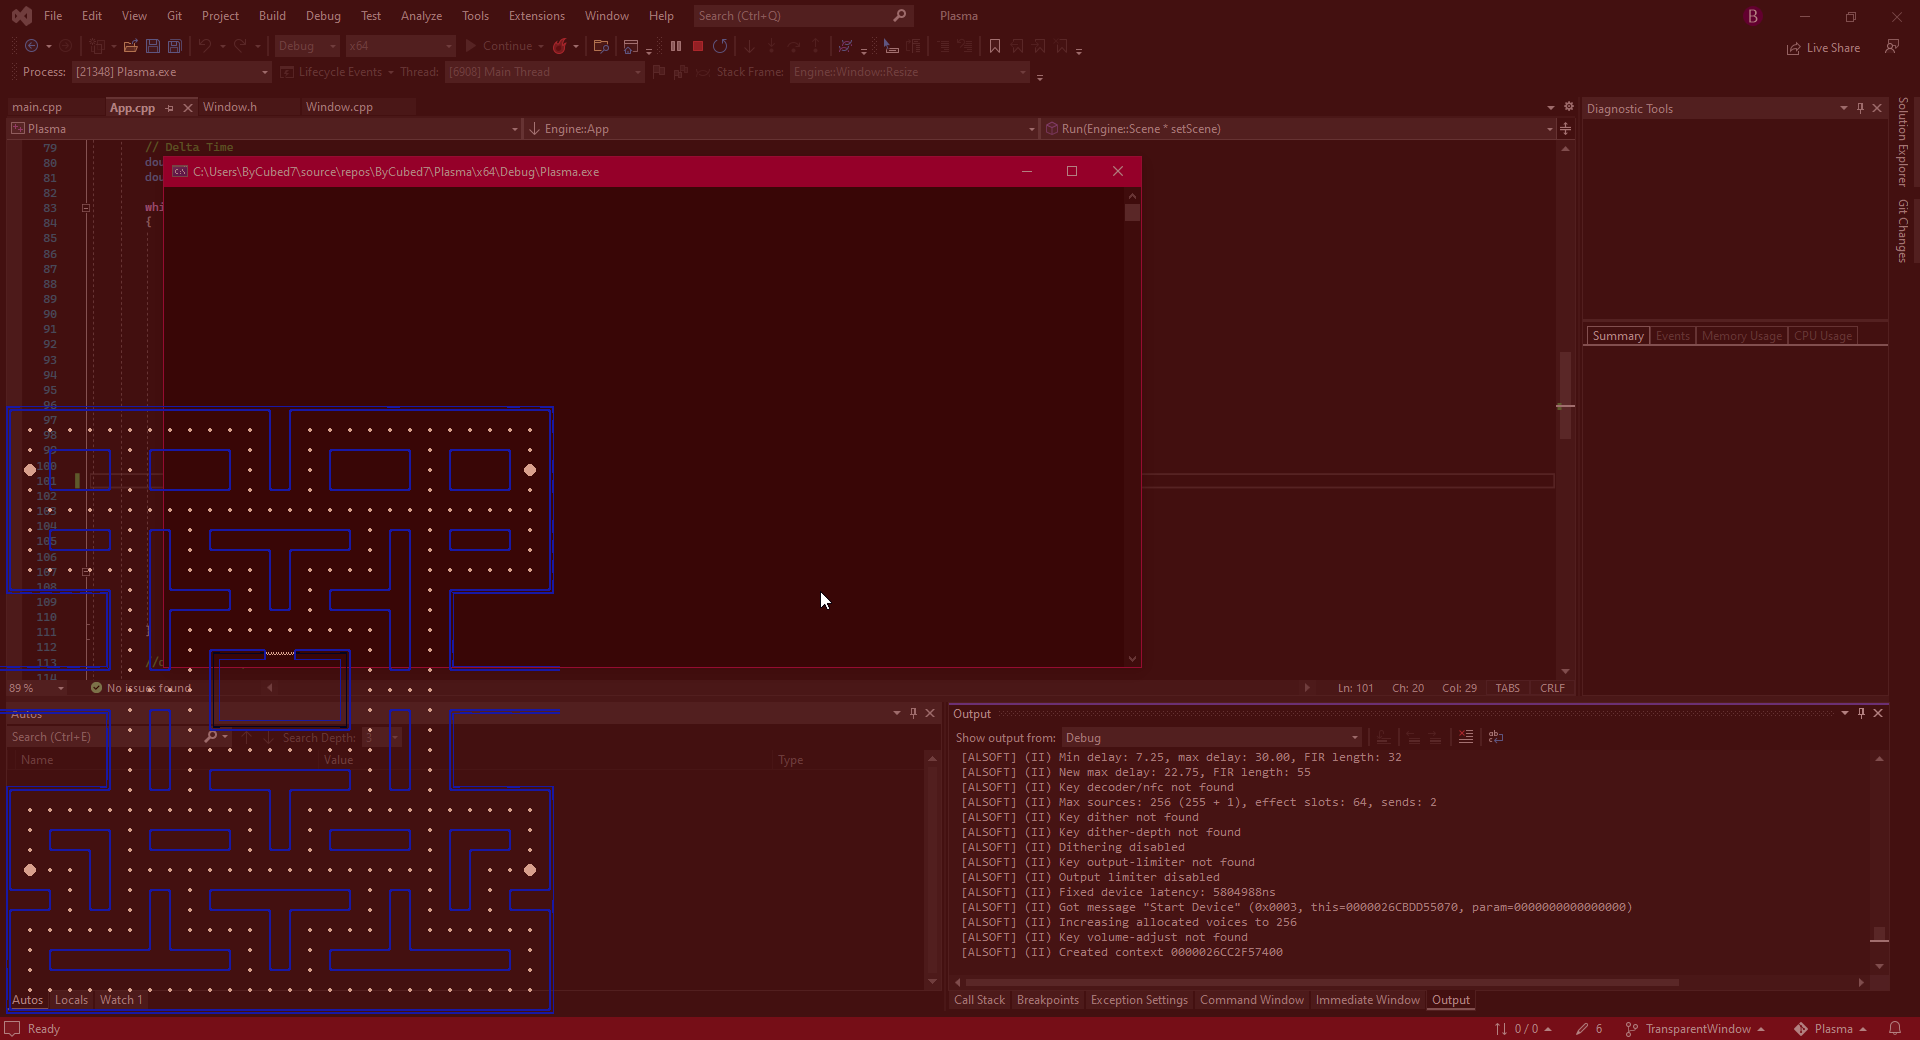 File Edit View Git Project Build Debug Test Analyze Tools Extensions Window Help Search (Ctrl+Q) Plasma B
Debug x64 Continue Live Share
Process: [21348] Plasma.exe Lifecycle Events Thread: [6908] Main Thread Stack Frame: Engine::Window::Resize
main.cpp App.cpp Window.h Window.cpp
Plasma Engine::App Run(Engine::Scene * setScene)
Diagnostic Tools
Solution Explorer
Git Changes
79 // Delta Time
80 dou
81 dou
82
83 whi
84 {
85
86
87
88
89
90
91
92
93
94
95
96
97
98
99
100
101
102
103
104
105
106
107
108
109
110
111 }
112
113
114
C:\Users\ByCubed7\source\repos\ByCubed7\Plasma\x64\Debug\Plasma.exe
Summary Events Memory Usage CPU Usage
89 % No issues found Ln: 101 Ch: 20 Col: 29 TABS CRLF
Autos
Search (Ctrl+E) Search Depth: 3
Name Value Type
Output
Show output from: Debug
[ALSOFT] (II) Min delay: 7.25, max delay: 30.00, FIR length: 32
[ALSOFT] (II) New max delay: 22.75, FIR length: 55
[ALSOFT] (II) Key decoder/nfc not found
[ALSOFT] (II) Max sources: 256 (255 + 1), effect slots: 64, sends: 2
[ALSOFT] (II) Key dither not found
[ALSOFT] (II) Key dither-depth not found
[ALSOFT] (II) Dithering disabled
[ALSOFT] (II) Key output-limiter not found
[ALSOFT] (II) Output limiter disabled
[ALSOFT] (II) Fixed device latency: 5804988ns
[ALSOFT] (II) Got message "Start Device" (0x0003, this=0000026CBDD55070, param=0000000000000000)
[ALSOFT] (II) Increasing allocated voices to 256
[ALSOFT] (II) Key volume-adjust not found
[ALSOFT] (II) Created context 0000026CC2F57400
Autos Locals Watch 1
Call Stack Breakpoints Exception Settings Command Window Immediate Window Output
Ready 0 / 0 6 TransparentWindow Plasma